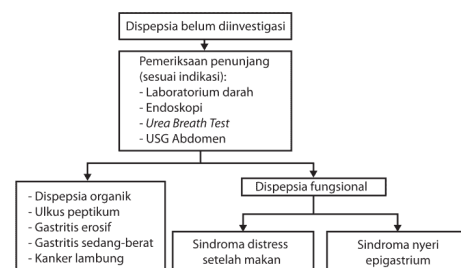 Dispepsia belum diinvestigasi
Pemeriksaan penunjang
(sesuai indikasi):
- Laboratorium darah
- Endoskopi
- Urea Breath Test
- USG Abdomen
- Dispepsia organik
- Ulkus peptikum
- Gastritis erosif
- Gastritis sedang-berat
- Kanker lambung
Dispepsia fungsional
Sindroma distress
setelah makan
Sindroma nyeri
epigastrium